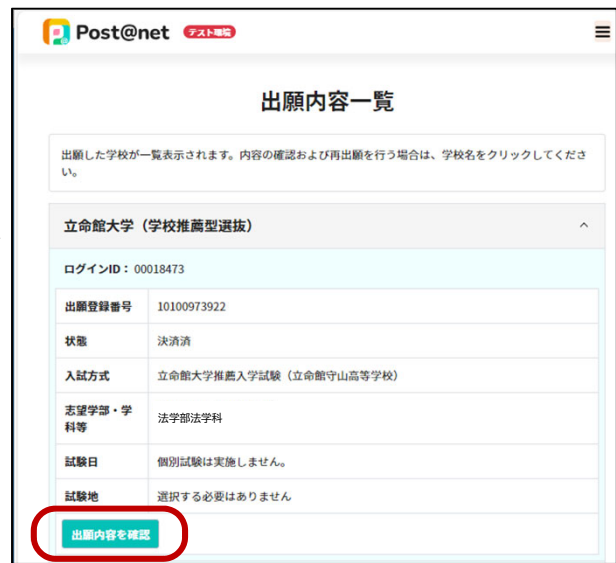 Post@net テスト環境
出願内容一覧
出願した学校が一覧表示されます。内容の確認および再出願を行う場合は、学校名をクリックしてくださ
い。
立命館大学（学校推薦型選抜）
ログインID： 00018473
出願登録番号 10100973922
状態 決済済
入試方式 立命館大学推薦入学試験（立命館守山高等学校）
志望学部・学
科等 法学部法学科
試験日 個別試験は実施しません。
試験地 選択する必要はありません
出願内容を確認